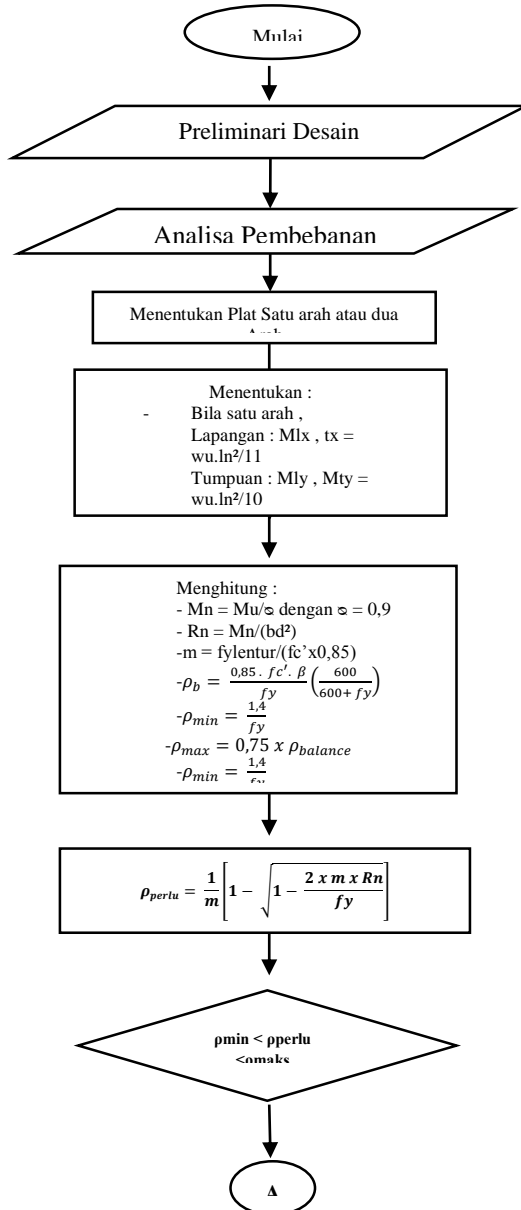 Mulai
Preliminari Desain
Analisa Pembebanan
Menentukan Plat Satu arah atau dua
Arah
Menentukan :
- Bila satu arah ,
Lapangan : Mlx , tx =
wu.ln²/11
Tumpuan : Mly , Mty =
wu.ln²/10
Menghitung :
- Mn = Mu/ɷ dengan ɷ = 0,9
- Rn = Mn/(bd²)
-m = fylentur/(fc’x0,85)
-ρb = 0,85 . fc′. β / fy (600 / 600+ fy)
-ρmin = 1,4 / fy
-ρmax = 0,75 x ρbalance
-ρmin = 1,4 / fy
ρperlu = 1/m [1 − √(1 − 2 x m x Rn / fy)]
ρmin < ρperlu
<ρmaks
A